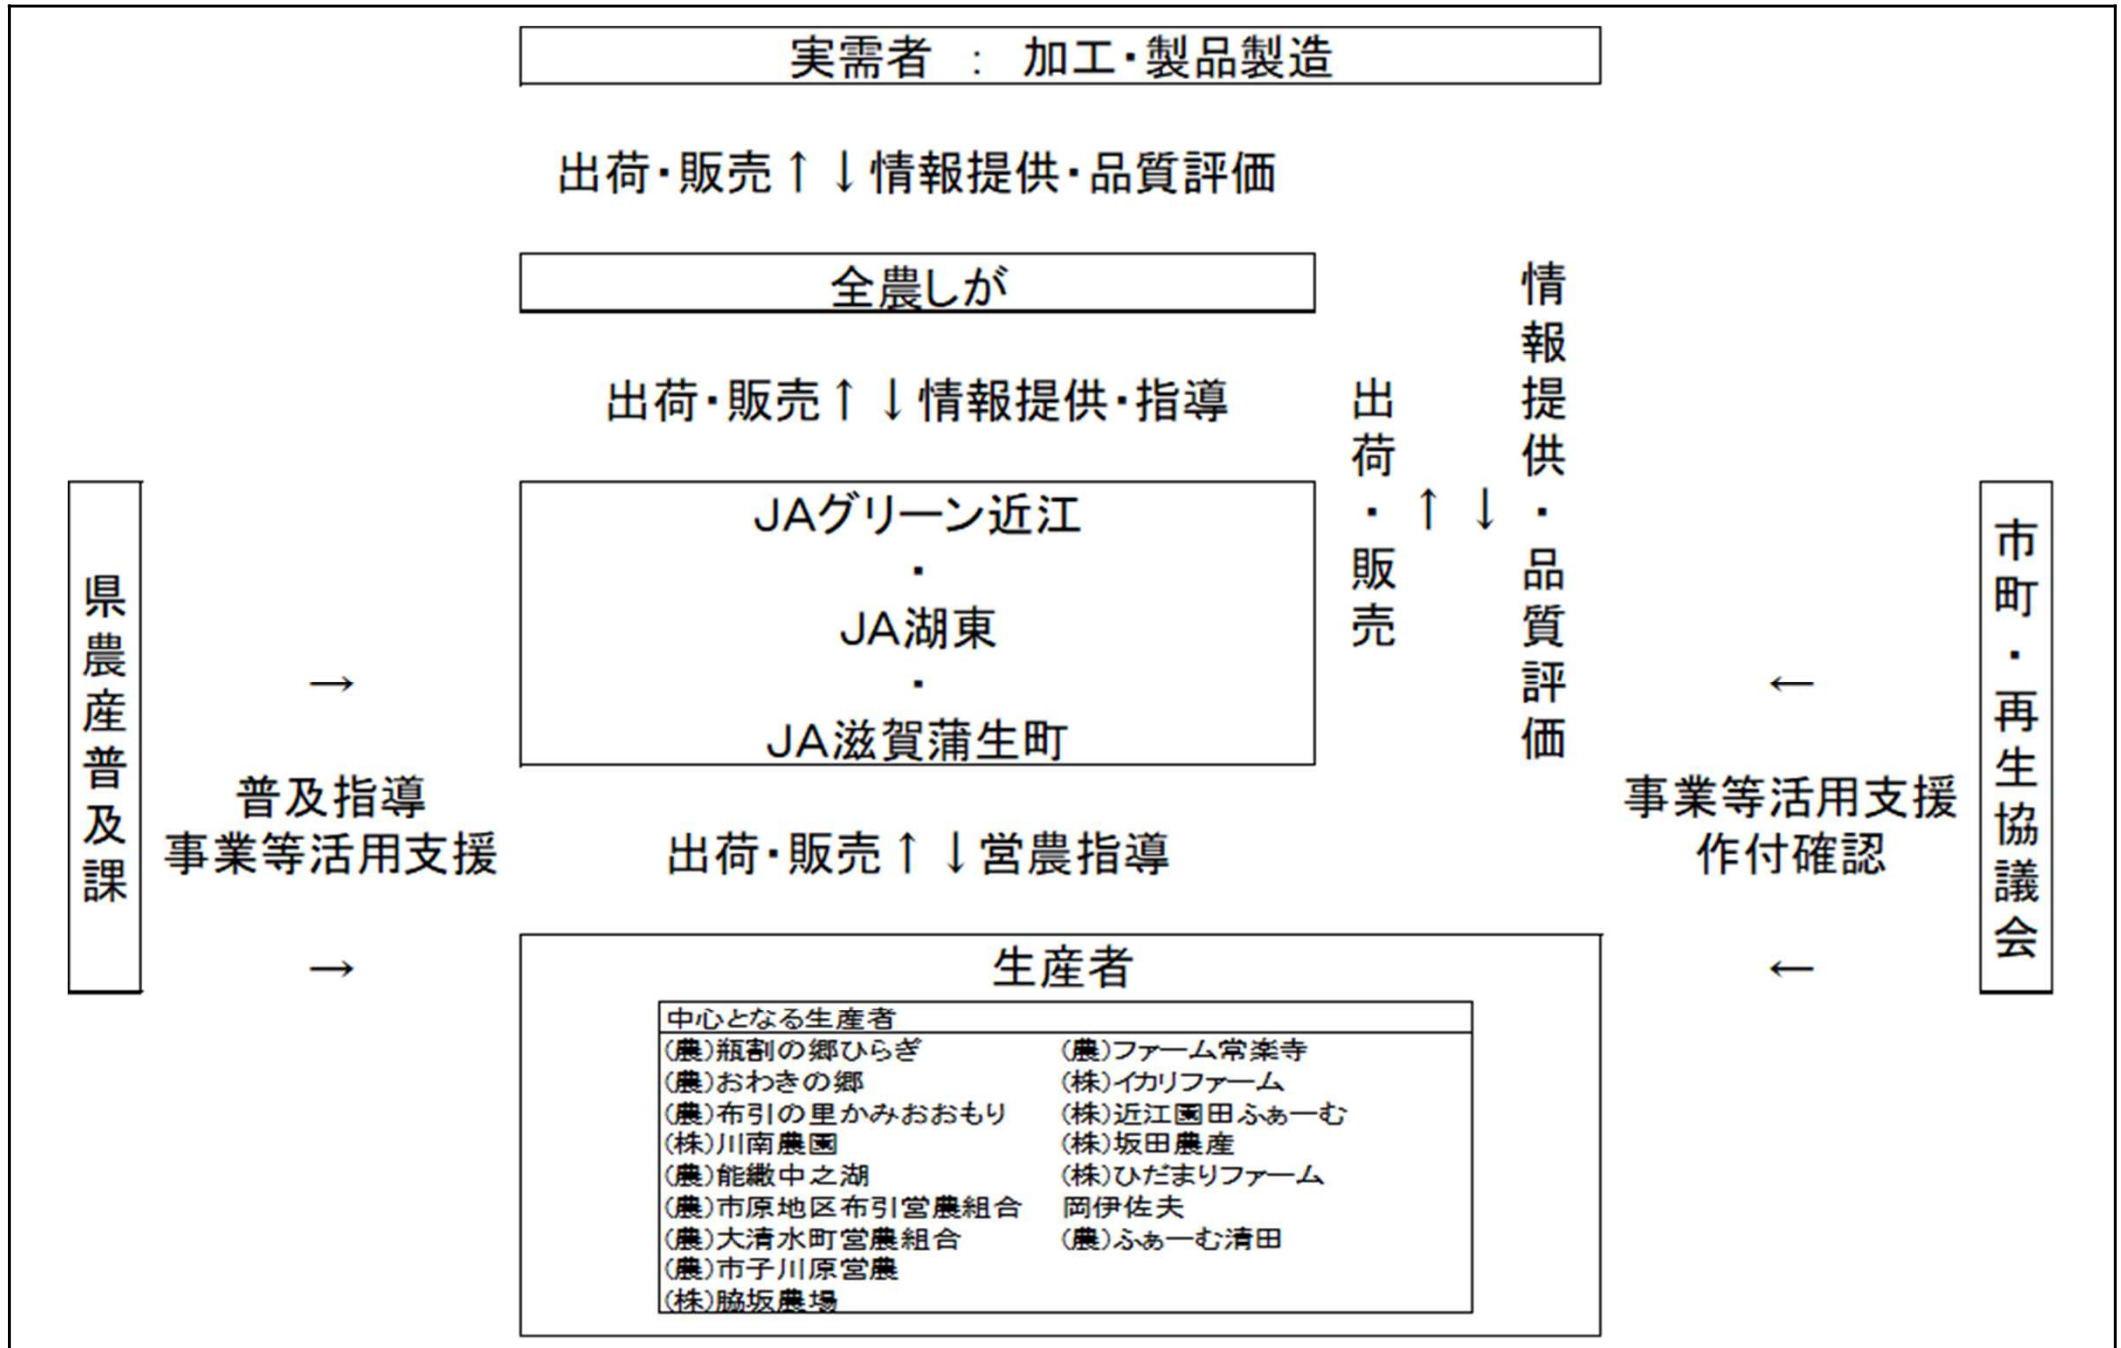 実需者 : 加工・製品製造
出荷・販売↑↓情報提供・品質評価
全農しが
出荷・販売↑↓情報提供・指導
出荷・販売
↑↓
情報提供・品質評価
JAグリーン近江
・
JA湖東
・
JA滋賀蒲生町
県農産普及課
→
普及指導
事業等活用支援
→
出荷・販売↑↓営農指導
市町・再生協議会
←
事業等活用支援
作付確認
←
生産者
中心となる生産者
(農)瓶割の郷ひらぎ
(農)おわきの郷
(農)布引の里かみおおもり
(株)川南農園
(農)能繖中之湖
(農)市原地区布引営農組合
(農)大清水町営農組合
(農)市子川原営農
(株)脇坂農場
(農)ファーム常楽寺
(株)イカリファーム
(株)近江園田ふぁーむ
(株)坂田農産
(株)ひだまりファーム
岡伊佐夫
(農)ふぁーむ清田